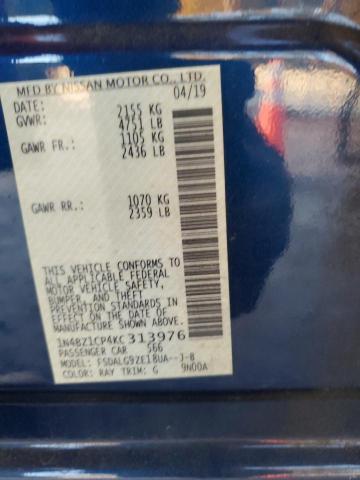 MFD BY NISSAN MOTOR CO., LTD.
DATE: 04/19
GVWR: 2155 KG
4751 LB
GAWR FR.: 1105 KG
2436 LB
GAWR RR.: 1070 KG
2359 LB
THIS VEHICLE CONFORMS TO
ALL APPLICABLE FEDERAL
MOTOR VEHICLE SAFETY,
BUMPER, AND THEFT
PREVENTION STANDARDS IN
EFFECT ON THE DATE OF
MANUFACTURE SHOWN ABOVE.
1N4BZ1CP4KC313976
PASSENGER CAR 566
MODEL: FSDALG9ZE18UA--J-B
COLOR: RAY TRIM: G 9N00A